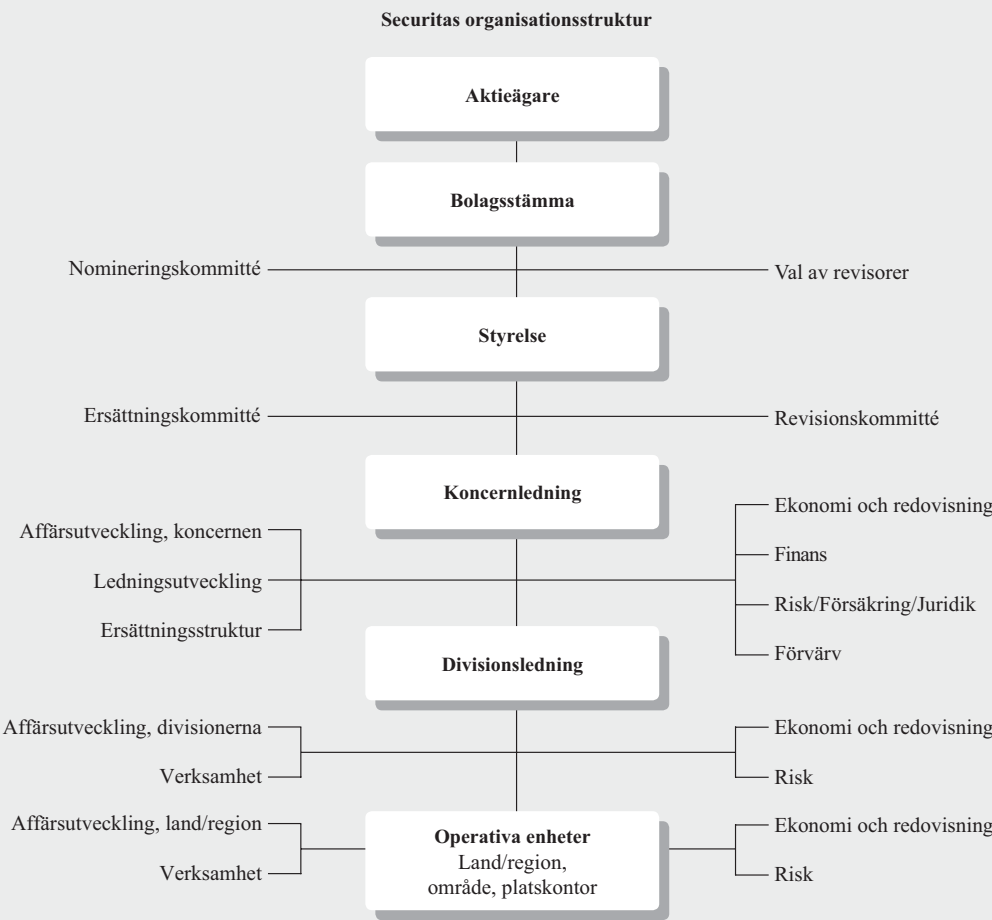 Securitas organisationsstruktur
Aktieägare
Bolagsstämma
Nomineringskommitté
Val av revisorer
Styrelse
Ersättningskommitté
Revisionskommitté
Koncernledning
Affärsutveckling, koncernen
Ledningsutveckling
Ersättningsstruktur
Ekonomi och redovisning
Finans
Risk/Försäkring/Juridik
Förvärv
Divisionsledning
Affärsutveckling, divisionerna
Verksamhet
Ekonomi och redovisning
Risk
Affärsutveckling, land/region
Verksamhet
Operativa enheter
Land/region,
område, platskontor
Ekonomi och redovisning
Risk